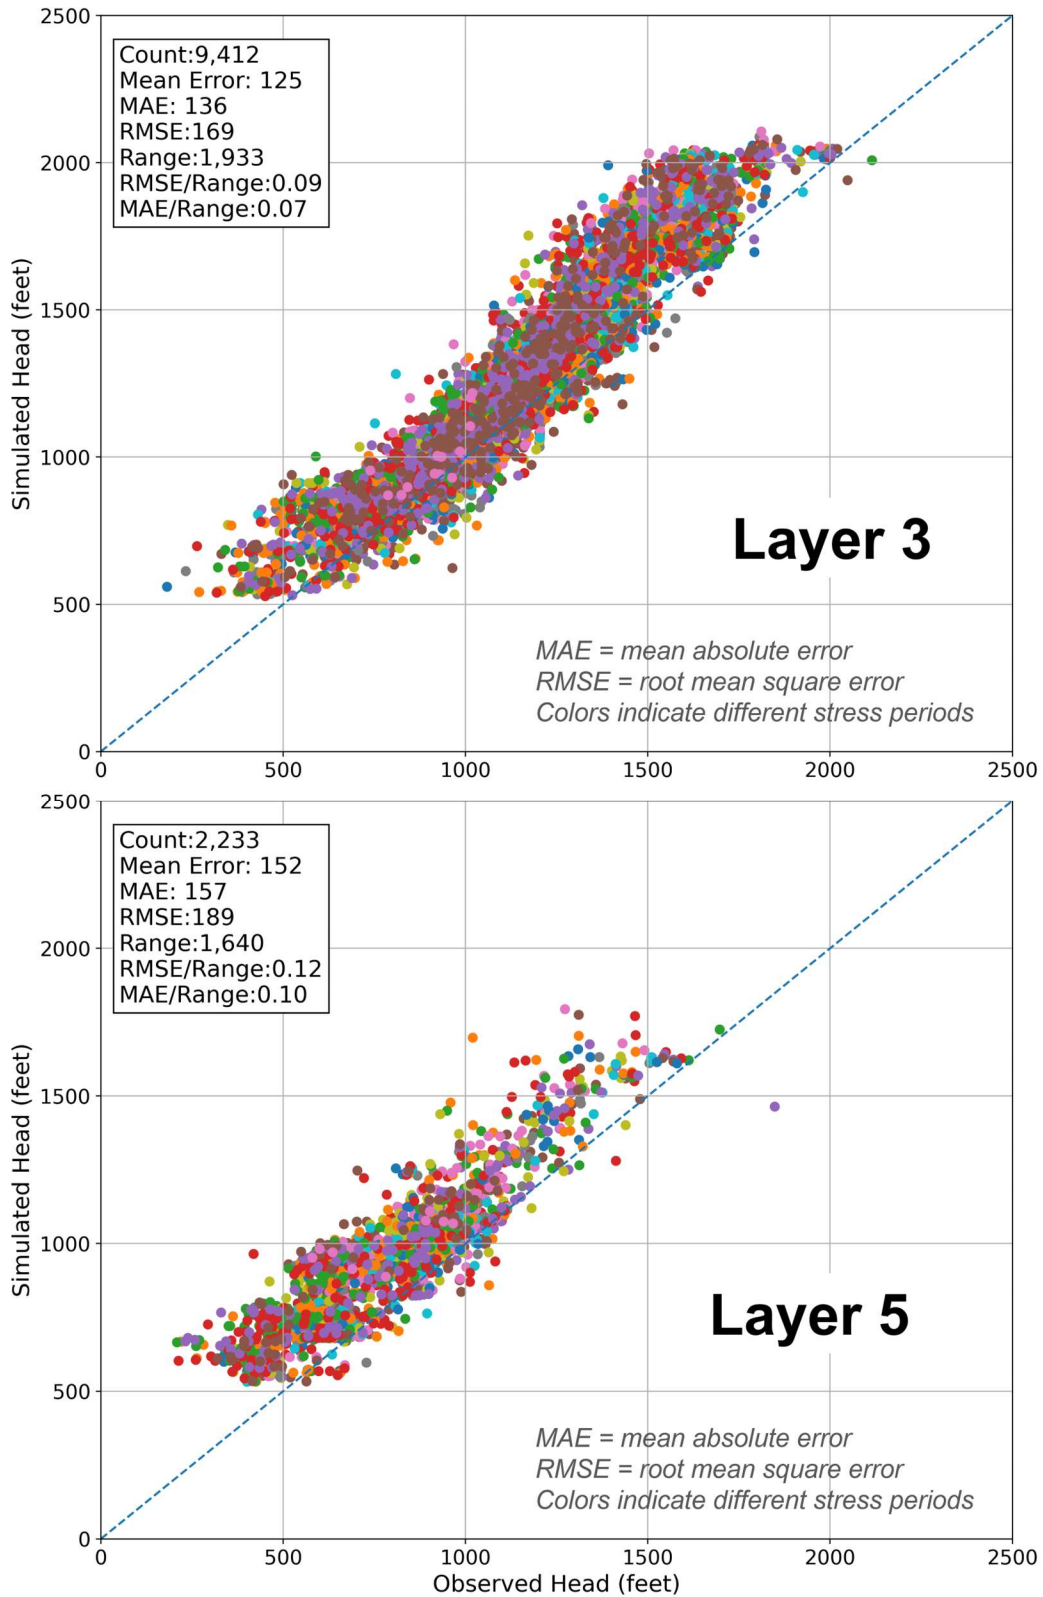 2500
Count:9,412
Mean Error: 125
MAE: 136
RMSE:169
Range:1,933
RMSE/Range:0.09
MAE/Range:0.07
2000
1500
Simulated Head (feet)
1000
Layer 3
500
MAE = mean absolute error
RMSE = root mean square error
Colors indicate different stress periods
0
0 500 1000 1500 2000 2500
2500
Count:2,233
Mean Error: 152
MAE: 157
RMSE:189
Range:1,640
RMSE/Range:0.12
MAE/Range:0.10
2000
1500
Simulated Head (feet)
1000
Layer 5
500
MAE = mean absolute error
RMSE = root mean square error
Colors indicate different stress periods
0
0 500 1000 1500 2000 2500
Observed Head (feet)